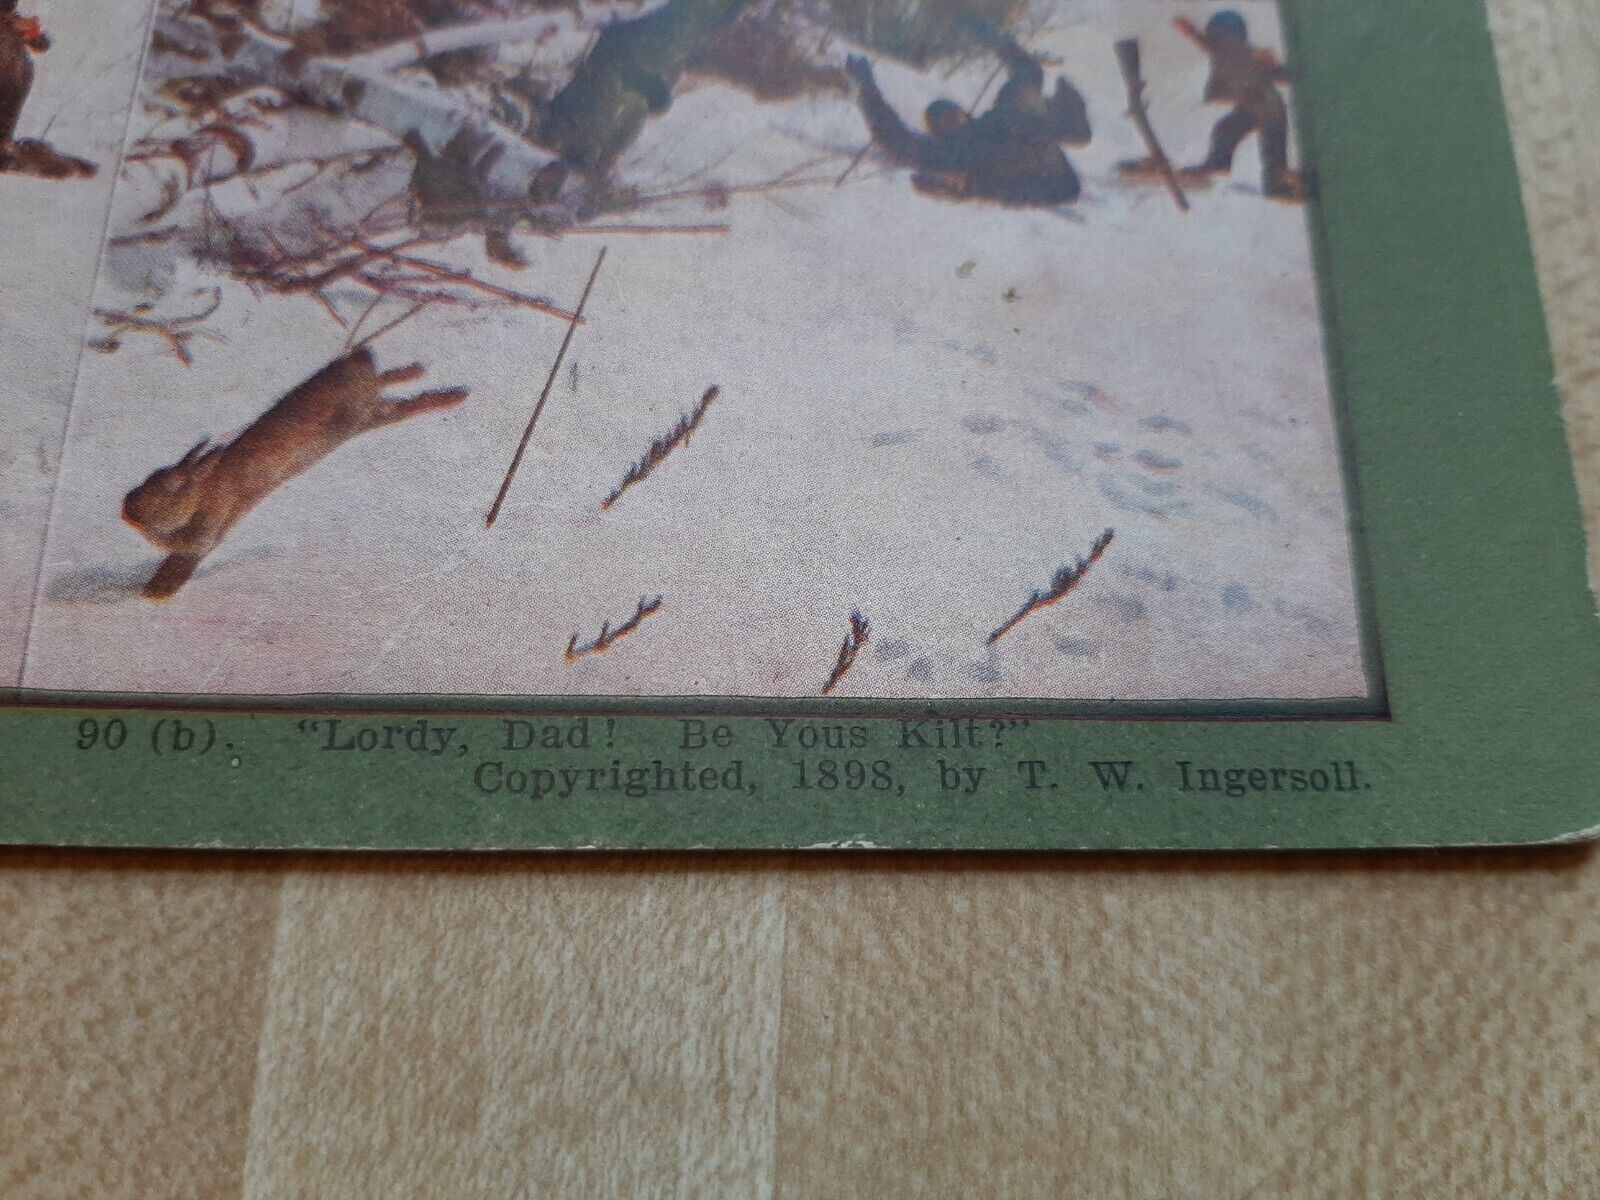 90 (b). "Lordy, Dad! Be Yous Kilt?"
Copyrighted, 1898, by T. W. Ingersoll.